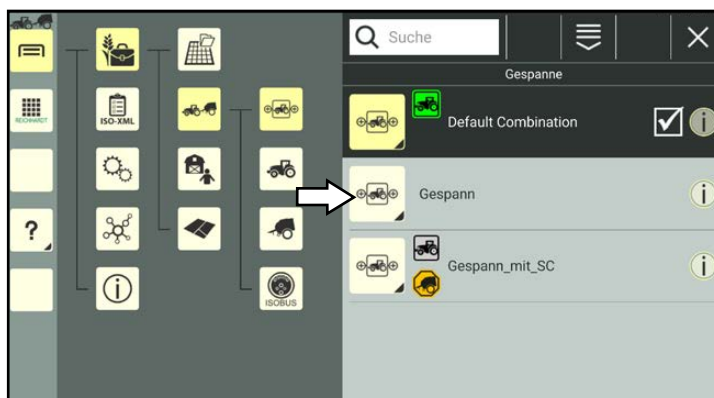 Suche
Gespanne
Default Combination
Gespann
Gespann_mit_SC
REICHHARDT
ISO-XML
?
ISOBUS